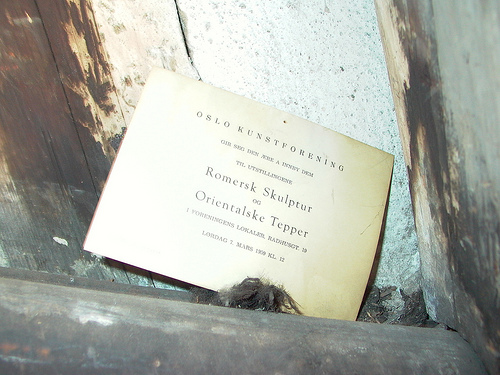 OSLO KUNSTFORENING
GIR SEG DEN ÆRE Å INNBY DEM
TIL UTSTILLINGENE
Romersk Skulptur
OG
Orientalske Tepper
I FORENINGENS LOKALER, RÅDHUSGT. 19
LØRDAG 7. MARS 1959 KL. 12